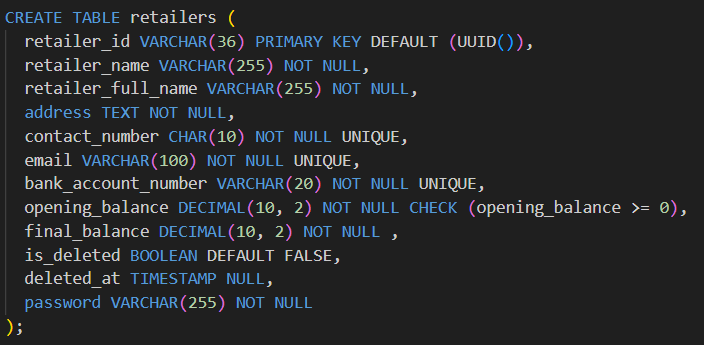 CREATE TABLE retailers (
retailer_id VARCHAR(36) PRIMARY KEY DEFAULT (UUID()),
retailer_name VARCHAR(255) NOT NULL,
retailer_full_name VARCHAR(255) NOT NULL,
address TEXT NOT NULL,
contact_number CHAR(10) NOT NULL UNIQUE,
email VARCHAR(100) NOT NULL UNIQUE,
bank_account_number VARCHAR(20) NOT NULL UNIQUE,
opening_balance DECIMAL(10, 2) NOT NULL CHECK (opening_balance >= 0),
final_balance DECIMAL(10, 2) NOT NULL ,
is_deleted BOOLEAN DEFAULT FALSE,
deleted_at TIMESTAMP NULL,
password VARCHAR(255) NOT NULL
);